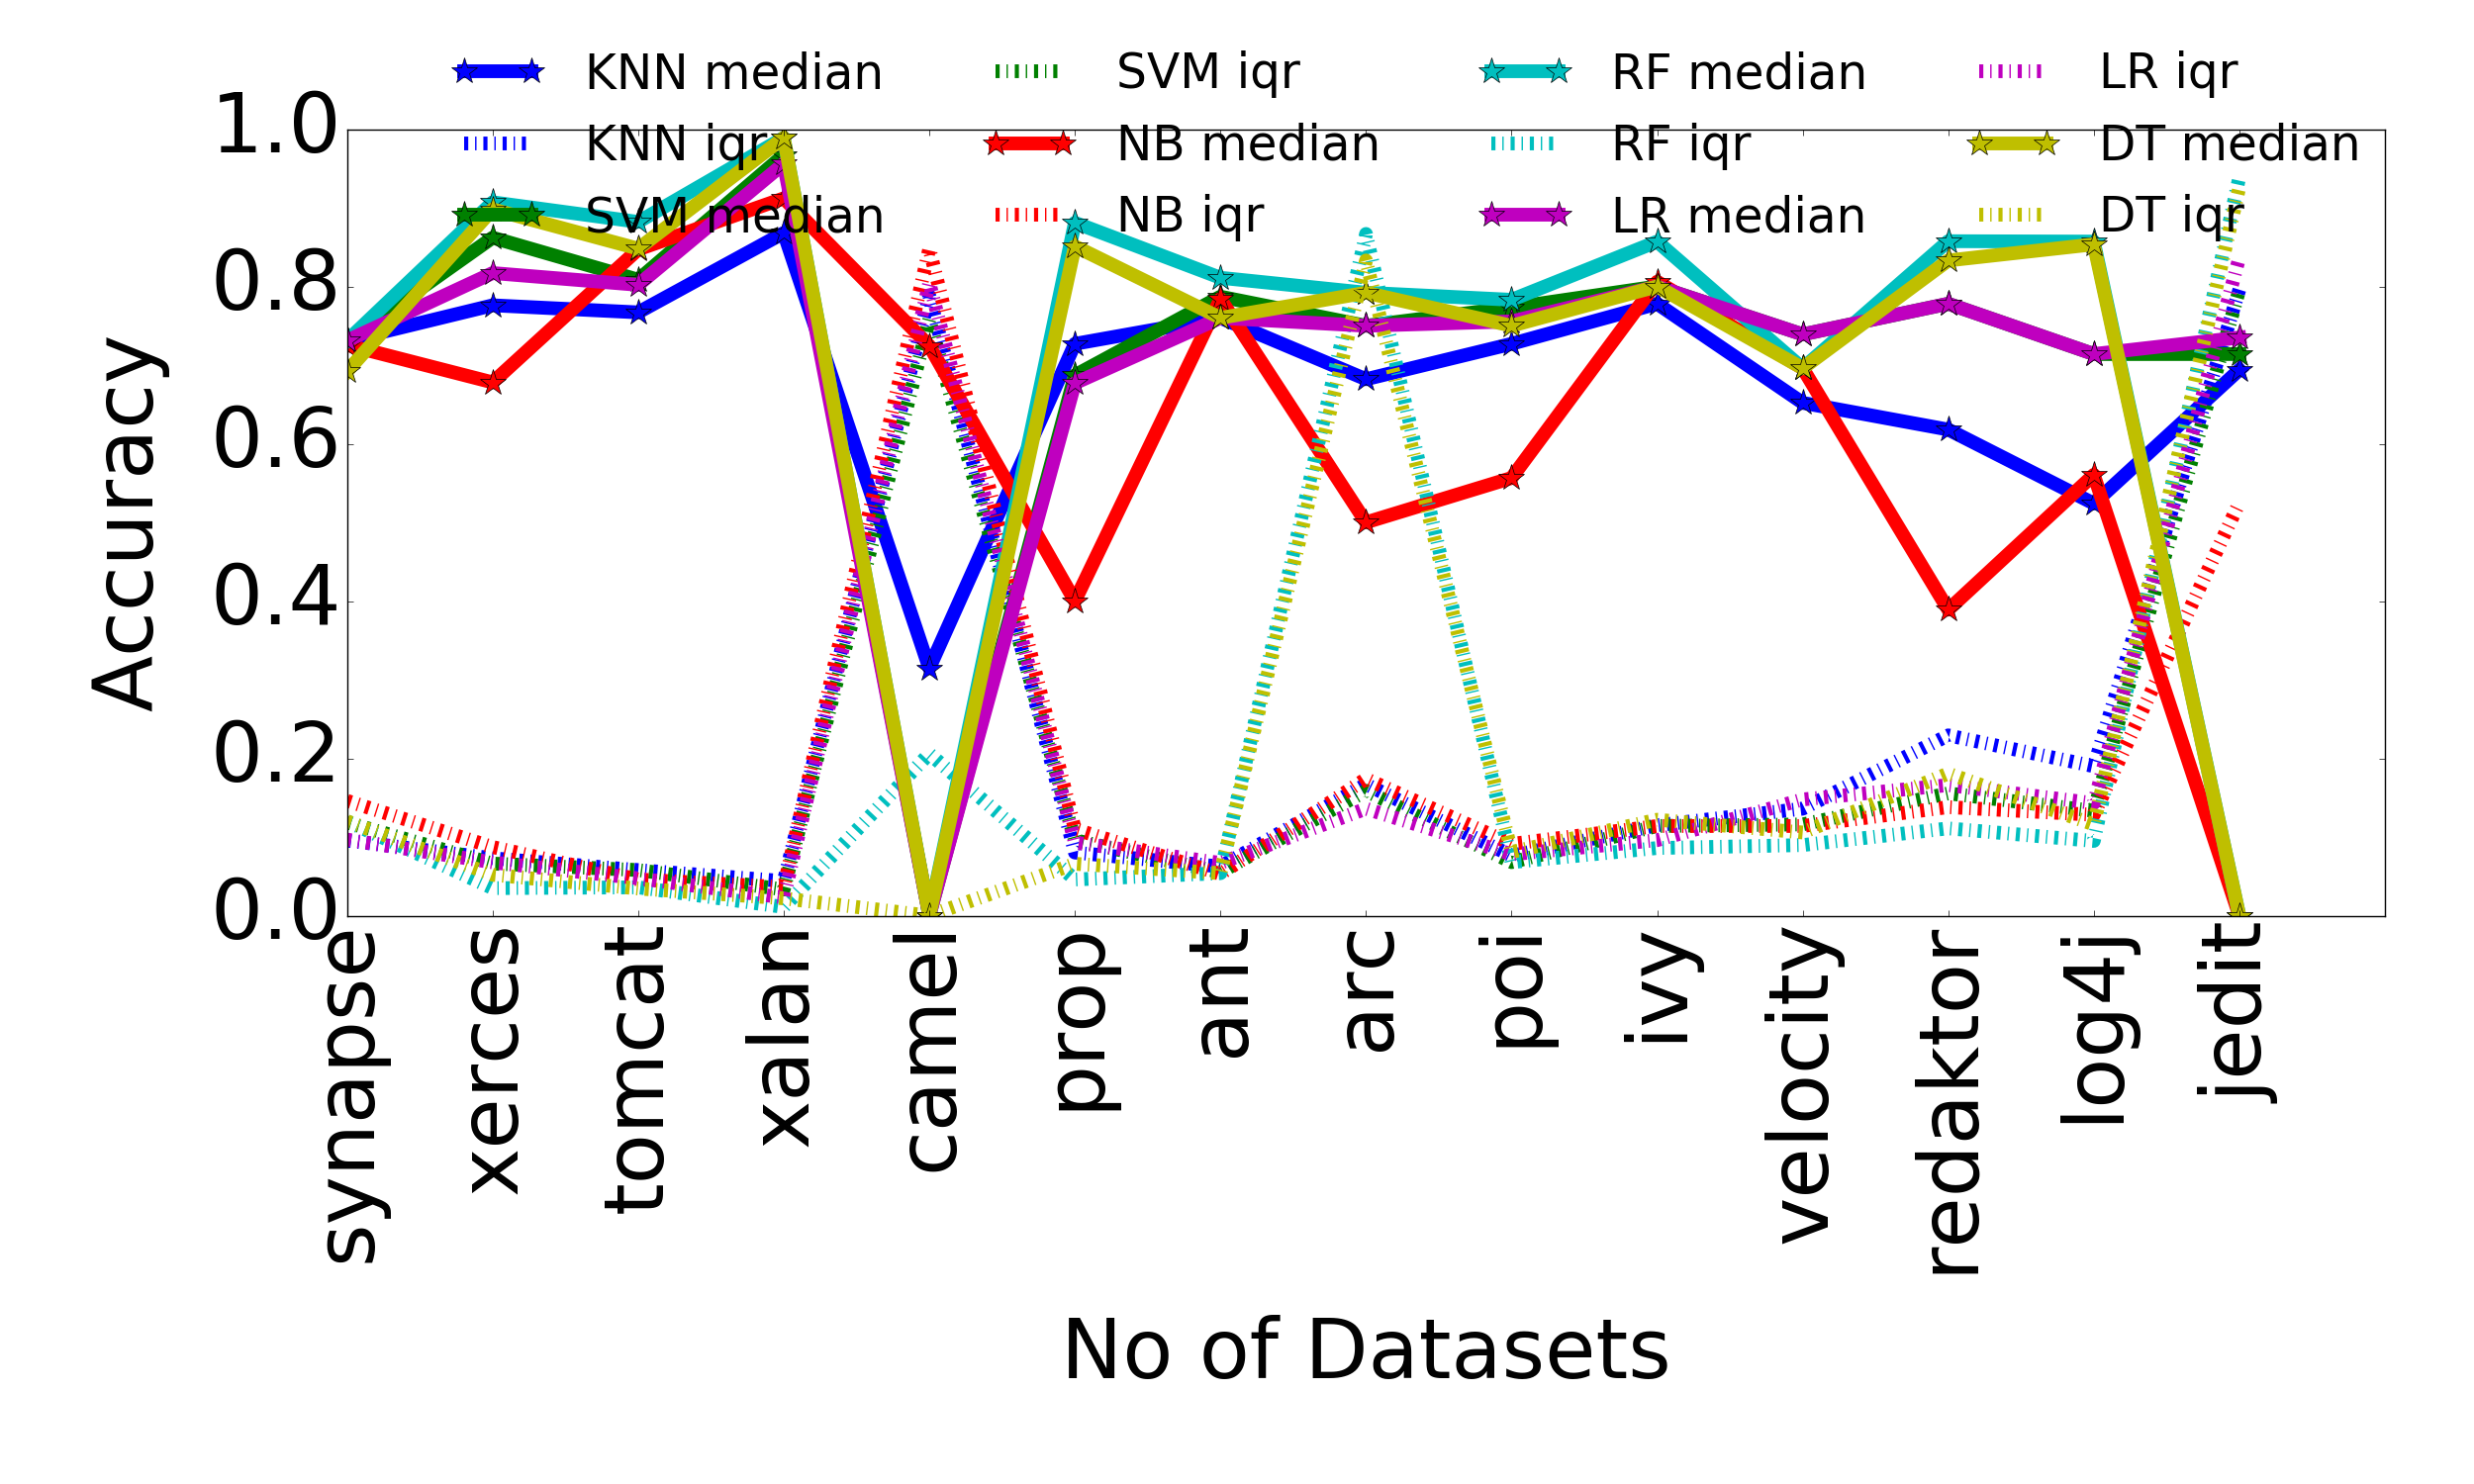 KNN median SVM iqr RF median LR iqr
KNN iqr NB median RF iqr DT median
SVM median NB iqr LR median DT iqr
1.0
0.8
0.6
0.4
0.2
0.0
Accuracy
synapse
xerces
tomcat
xalan
camel
prop
ant
arc
poi
ivy
velocity
redaktor
log4j
jedit
No of Datasets